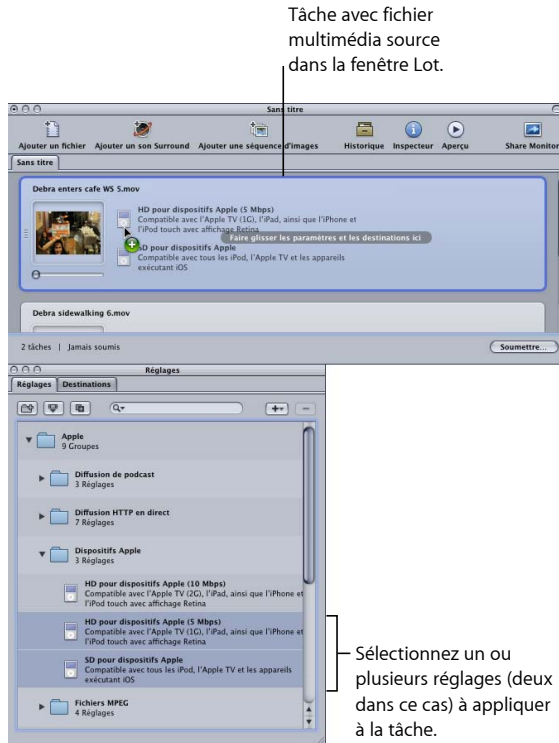 Tâche avec fichier
multimédia source
dans la fenêtre Lot.
Sans titre
Ajouter un fichier Ajouter un son Surround Ajouter une séquence d'images Historique Inspecteur Aperçu Share Monitor
Sans titre
Debra enters cafe WS 5.mov
HD pour dispositifs Apple (5 Mbps)
Compatible avec l'Apple TV (1G), l'iPad, ainsi que l'iPhone et
l'iPod touch avec affichage Retina
Faire glisser les paramètres et les destinations ici
SD pour dispositifs Apple
Compatible avec tous les iPod, l'Apple TV et les appareils
exécutant iOS
Debra sidewalking 6.mov
2 tâches | Jamais soumis
Soumettre...
Réglages
Réglages Destinations
Apple
9 Groupes
Diffusion de podcast
3 Réglages
Diffusion HTTP en direct
7 Réglages
Dispositifs Apple
3 Réglages
HD pour dispositifs Apple (10 Mbps)
Compatible avec l'Apple TV (2G), l'iPad, ainsi que l'iPhone et
l'iPod touch avec affichage Retina
HD pour dispositifs Apple (5 Mbps)
Compatible avec l'Apple TV (1G), l'iPad, ainsi que l'iPhone et
l'iPod touch avec affichage Retina
SD pour dispositifs Apple
Compatible avec tous les iPod, l'Apple TV et les appareils
exécutant iOS
Fichiers MPEG
4 Réglages
Sélectionnez un ou
plusieurs réglages (deux
dans ce cas) à appliquer
à la tâche.